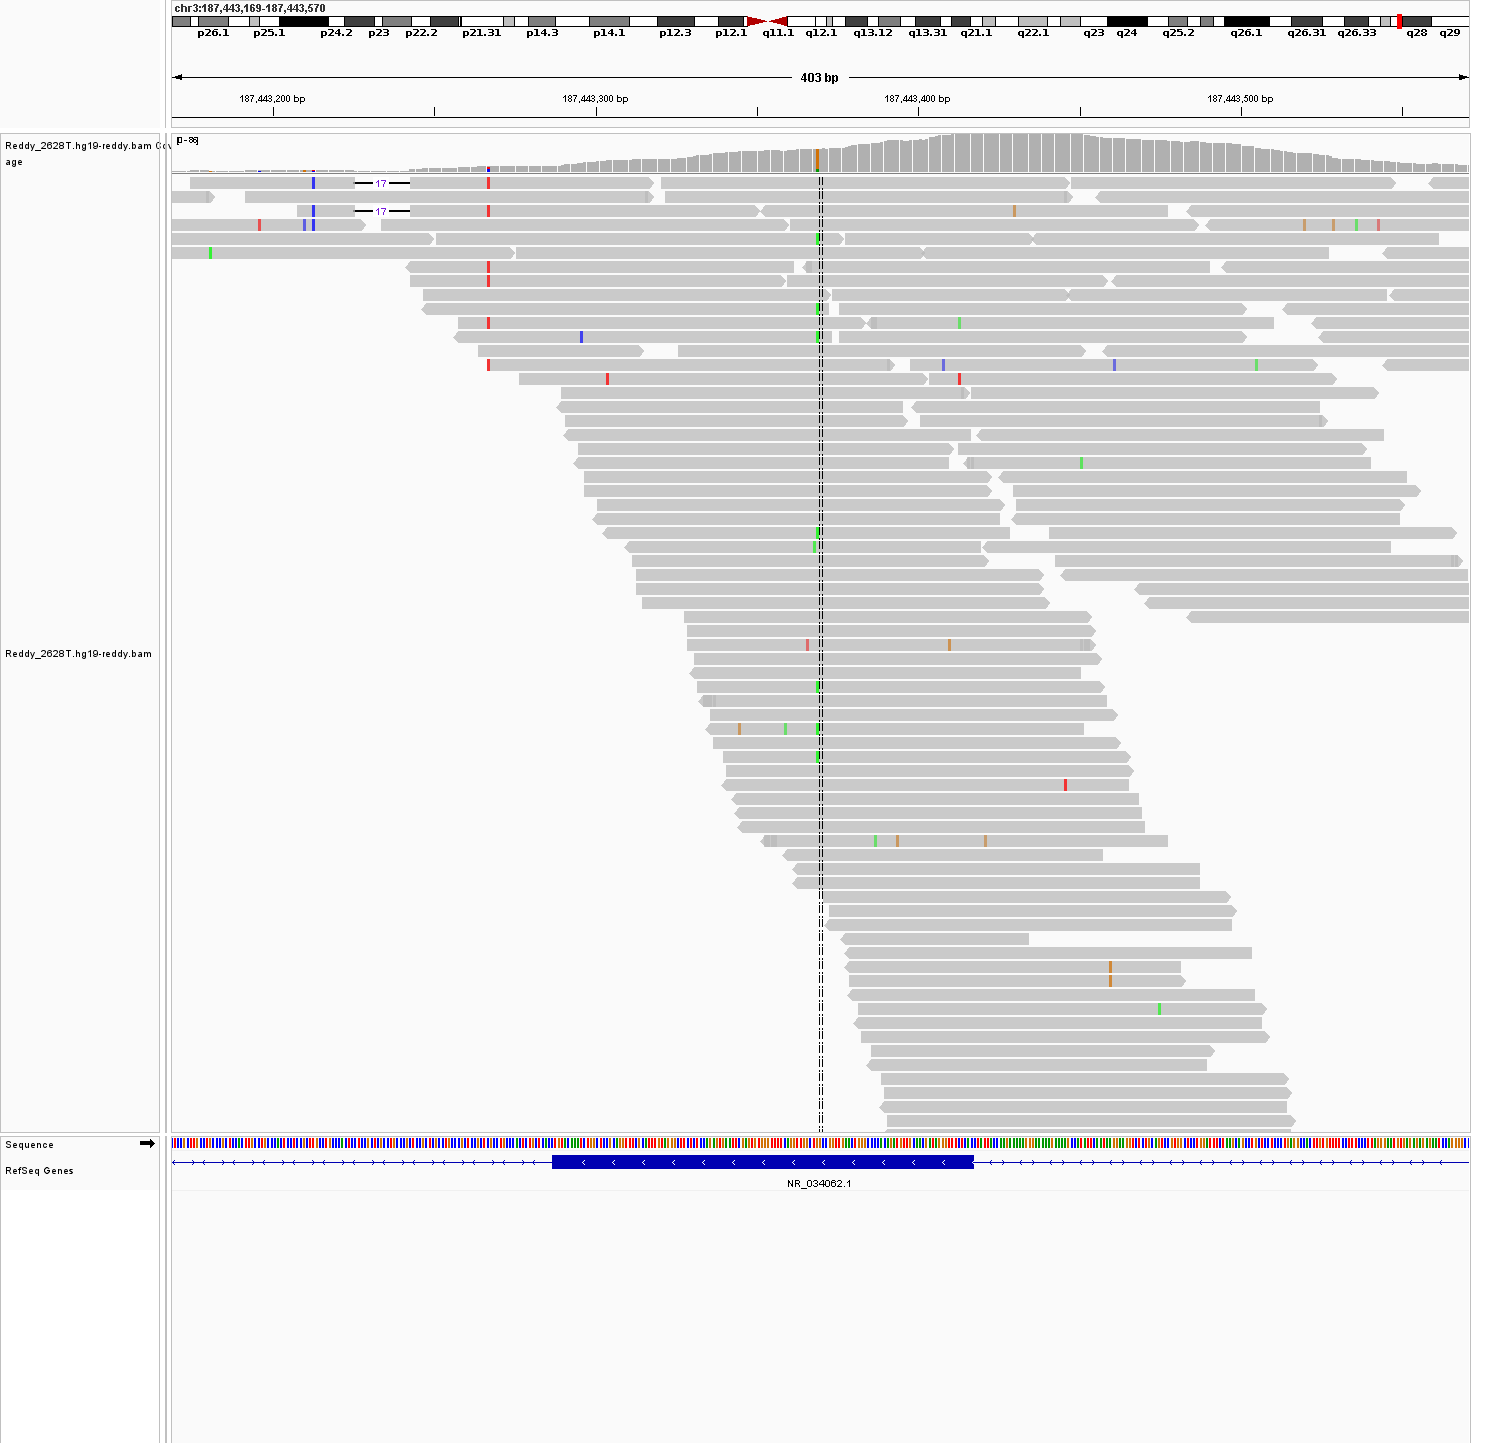 chr3:187,443,169-187,443,570
p26.1 p25.1 p24.2 p23 p22.2 p21.31 p14.3 p14.1 p12.3 p12.1 q11.1 q12.1 q13.12 q13.31 q21.1 q22.1 q23 q24 q25.2 q26.1 q26.31 q26.33 q28 q29
403 bp
187,443,200 bp 187,443,300 bp 187,443,400 bp 187,443,500 bp
Reddy_2628T.hg19-reddy.bam Cov
age
[0-86]
17
17
Reddy_2628T.hg19-reddy.bam
Sequence
RefSeq Genes
NR_034062.1